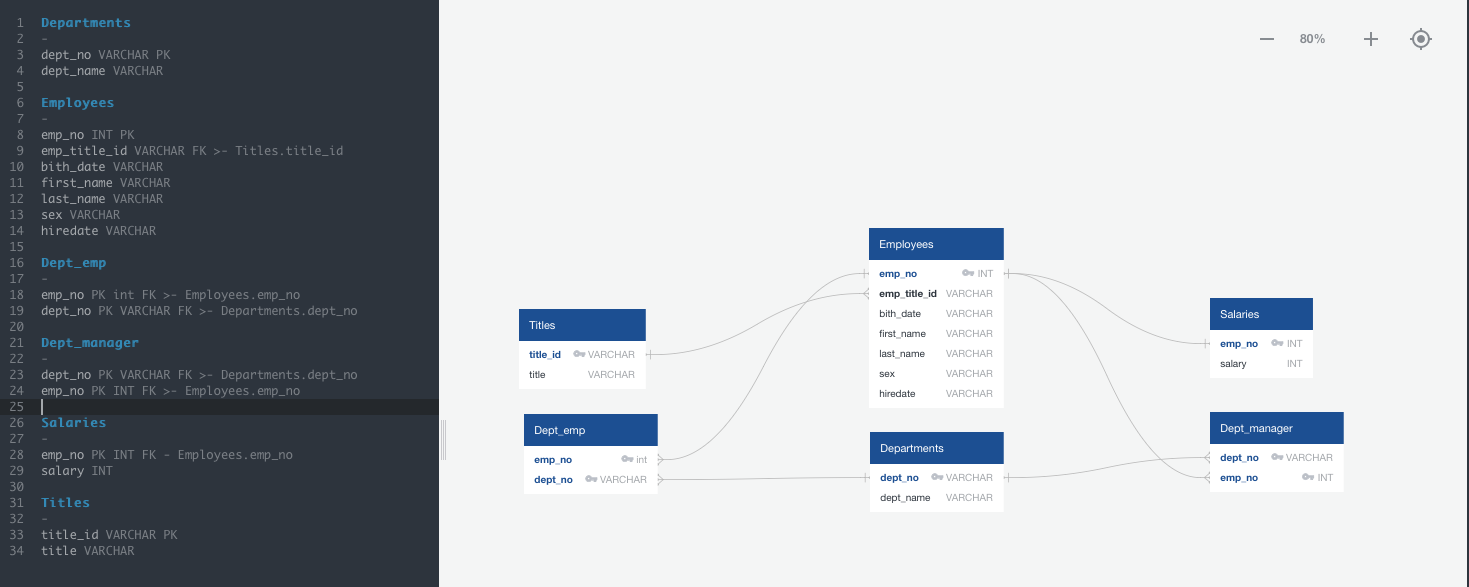 1 Departments
2 -
3 dept_no VARCHAR PK
4 dept_name VARCHAR
5
6 Employees
7 -
8 emp_no INT PK
9 emp_title_id VARCHAR FK >- Titles.title_id
10 bith_date VARCHAR
11 first_name VARCHAR
12 last_name VARCHAR
13 sex VARCHAR
14 hiredate VARCHAR
15
16 Dept_emp
17 -
18 emp_no PK int FK >- Employees.emp_no
19 dept_no PK VARCHAR FK >- Departments.dept_no
20
21 Dept_manager
22 -
23 dept_no PK VARCHAR FK >- Departments.dept_no
24 emp_no PK INT FK >- Employees.emp_no
25
26 Salaries
27 -
28 emp_no PK INT FK - Employees.emp_no
29 salary INT
30
31 Titles
32 -
33 title_id VARCHAR PK
34 title VARCHAR
80%
Titles
title_id VARCHAR
title VARCHAR
Dept_emp
emp_no int
dept_no VARCHAR
Employees
emp_no INT
emp_title_id VARCHAR
bith_date VARCHAR
first_name VARCHAR
last_name VARCHAR
sex VARCHAR
hiredate VARCHAR
Departments
dept_no VARCHAR
dept_name VARCHAR
Salaries
emp_no INT
salary INT
Dept_manager
dept_no VARCHAR
emp_no INT